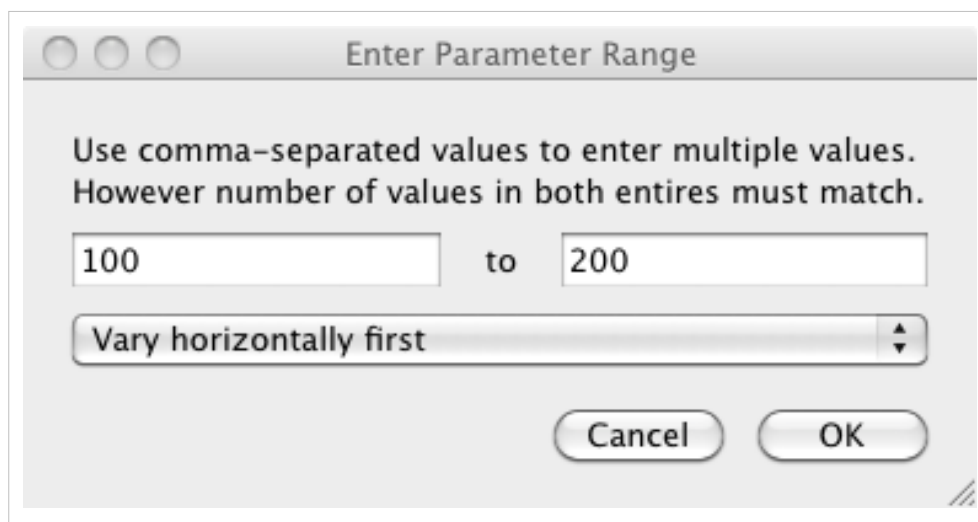 Enter Parameter Range
Use comma-separated values to enter multiple values.
However number of values in both entires must match.
100 to 200
Vary horizontally first
Cancel OK